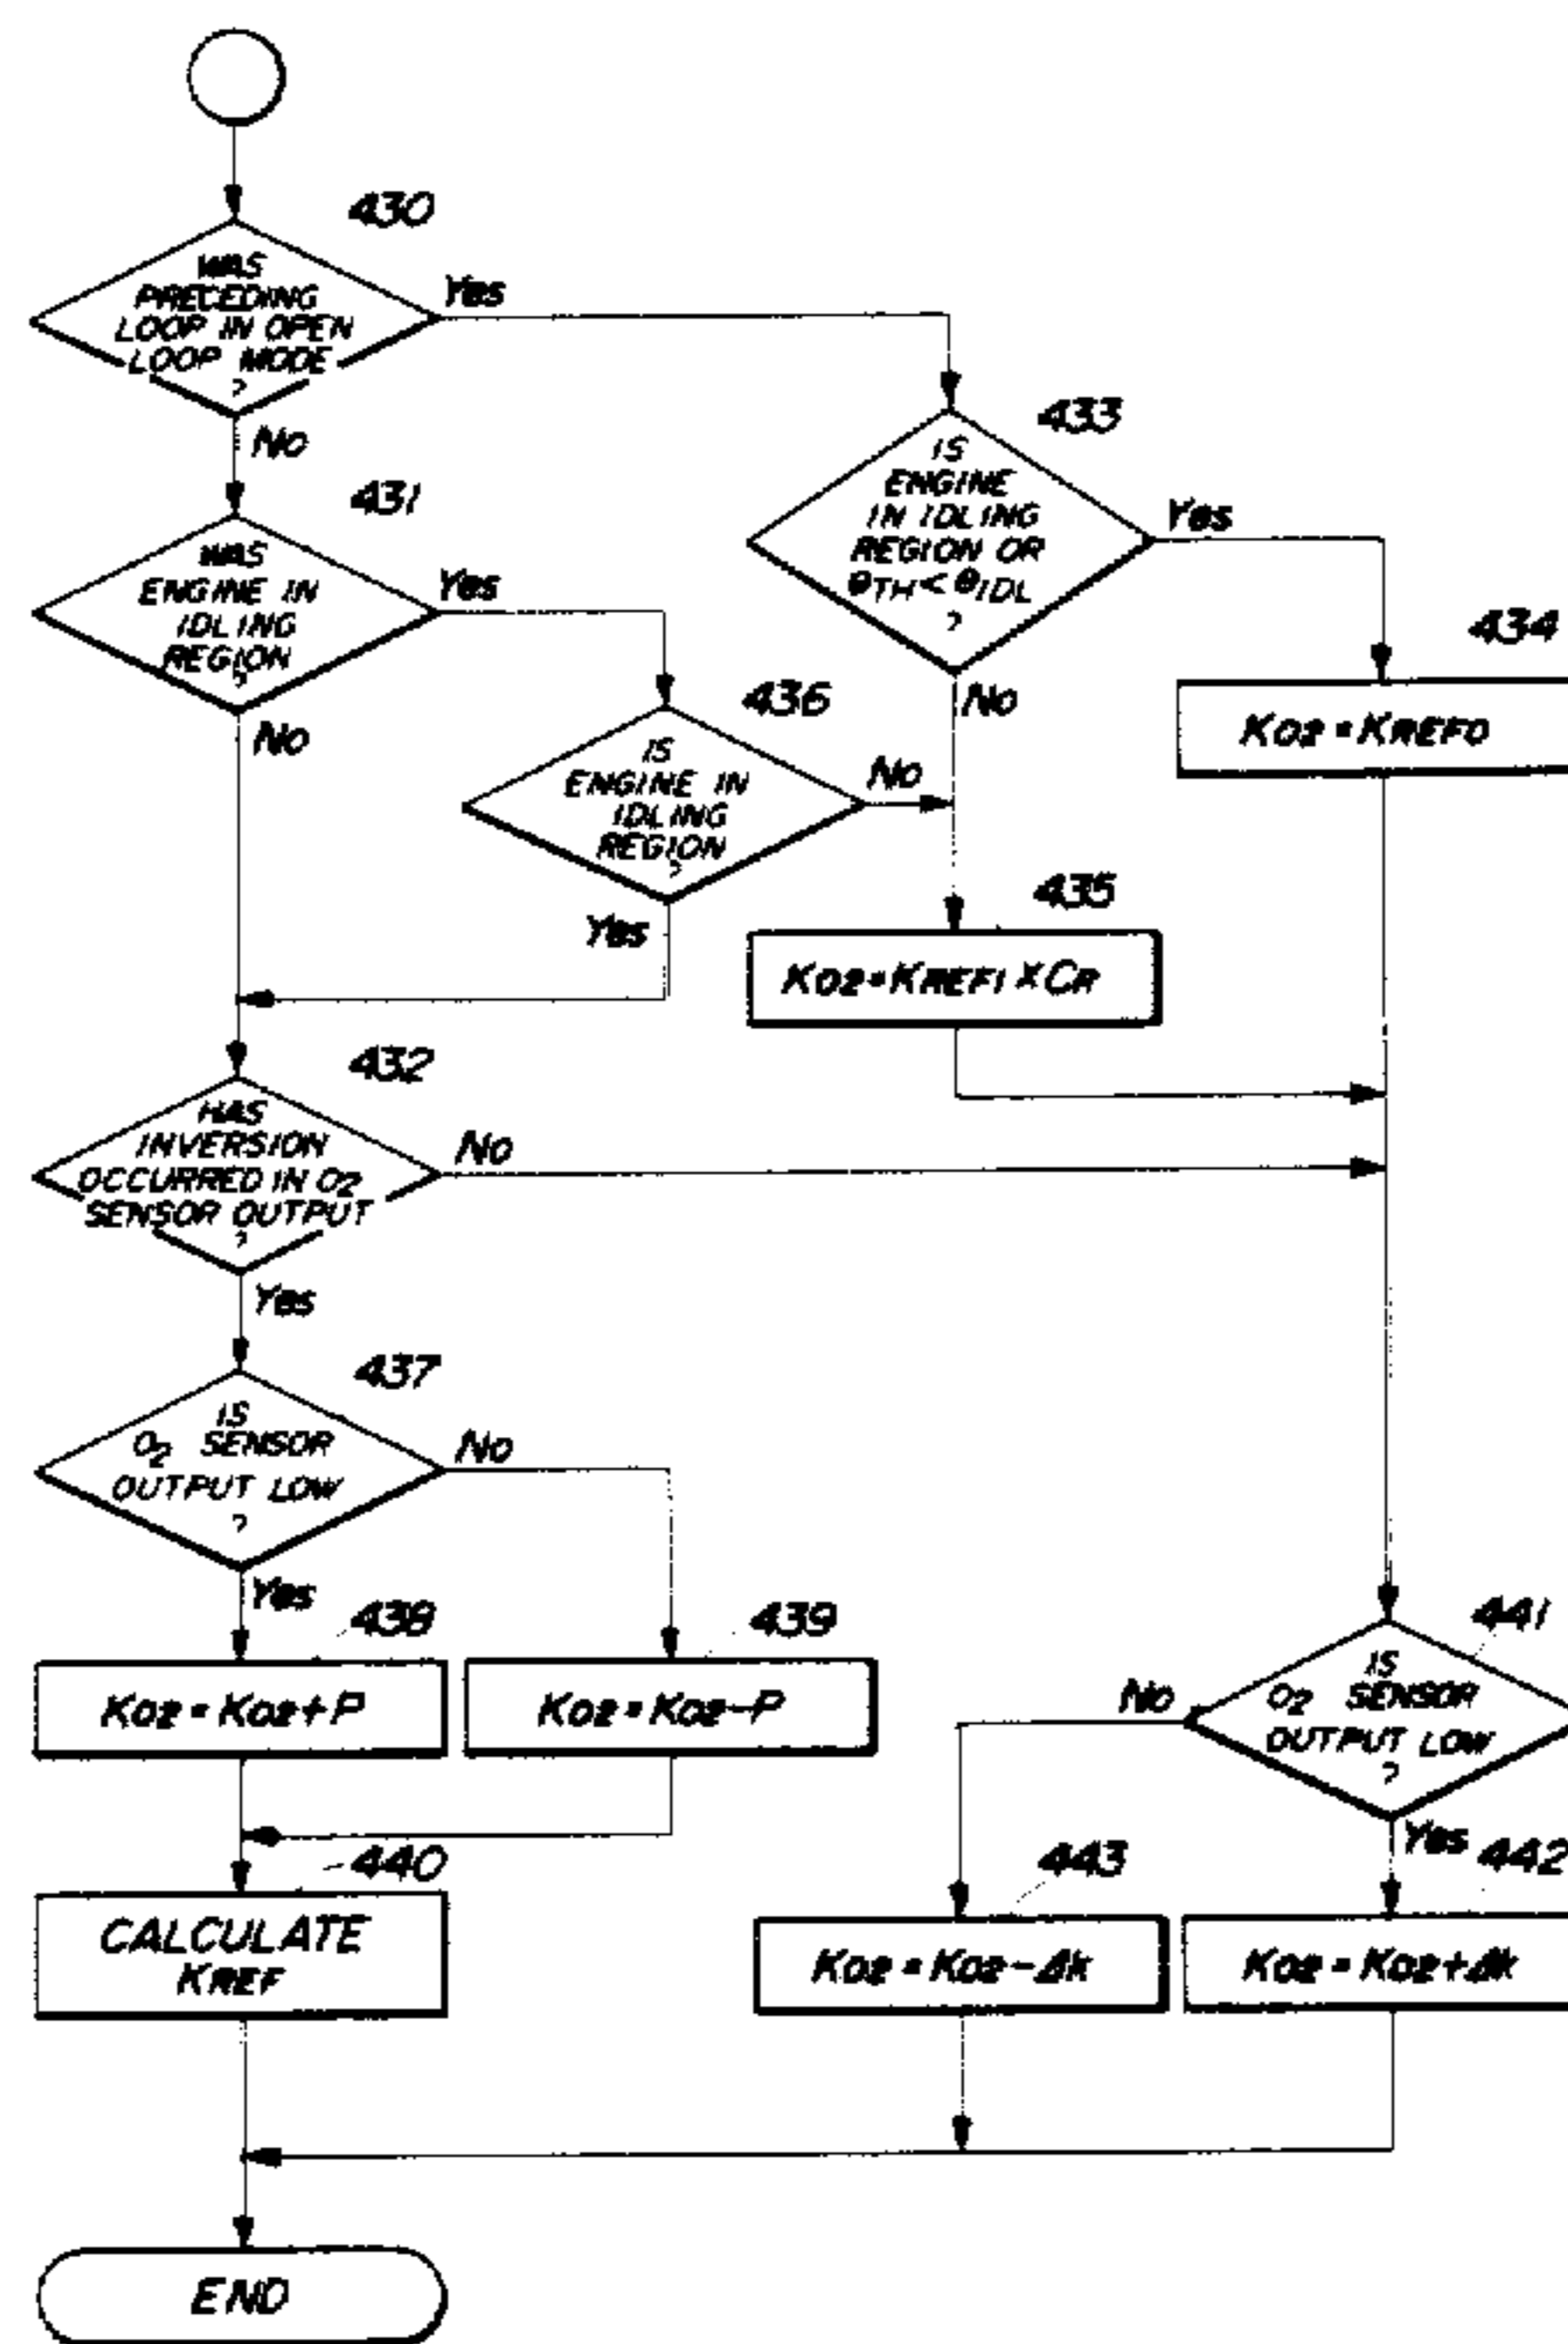 430
WAS
PRECEDING
LOOP IN OPEN
LOOP MODE
?
Yes
No
431
WAS
ENGINE IN
IDLING
REGION
?
Yes
No
433
IS
ENGINE
IN IDLING
REGION OR
θTH<θIDL
?
Yes
No
434
KO2=KREF0
436
IS
ENGINE IN
IDLING
REGION
?
No
Yes
435
KO2=KREF1×CR
432
HAS
INVERSION
OCCURRED IN O2
SENSOR OUTPUT
?
No
Yes
437
IS
O2 SENSOR
OUTPUT LOW
?
No
Yes
438
KO2=KO2+P
439
KO2=KO2-P
441
IS
O2 SENSOR
OUTPUT LOW
?
No
Yes
440
CALCULATE
KREF
443
KO2=KO2-Δk
442
KO2=KO2+Δk
END